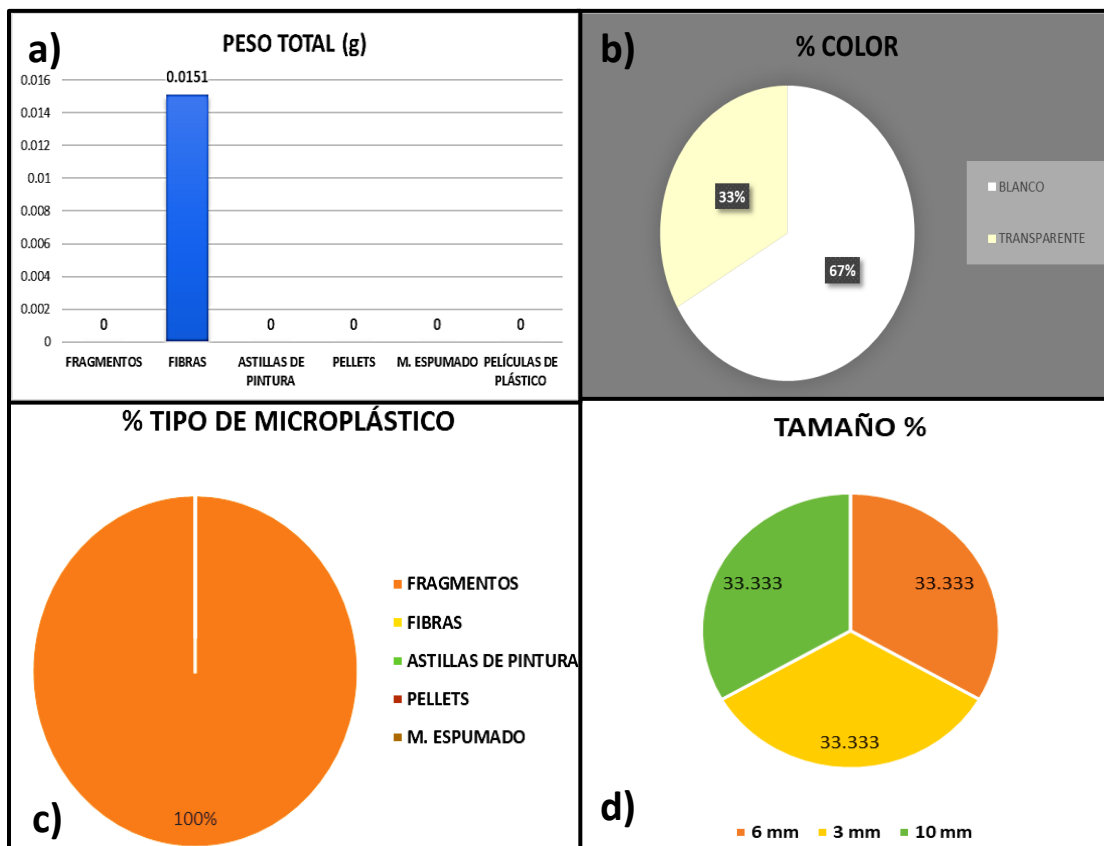 a)
PESO TOTAL (g)
0.016
0.014
0.012
0.01
0.008
0.006
0.004
0.002
0
0.0151
0
0
0
0
0
FRAGMENTOS
FIBRAS
ASTILLAS DE
PINTURA
PELLETS
M. ESPUMADO
PELÍCULAS DE
PLÁSTICO
b)
% COLOR
33%
67%
BLANCO
TRANSPARENTE
% TIPO DE MICROPLÁSTICO
FRAGMENTOS
FIBRAS
ASTILLAS DE PINTURA
PELLETS
M. ESPUMADO
100%
c)
TAMAÑO %
33.333
33.333
33.333
d)
6 mm
3 mm
10 mm